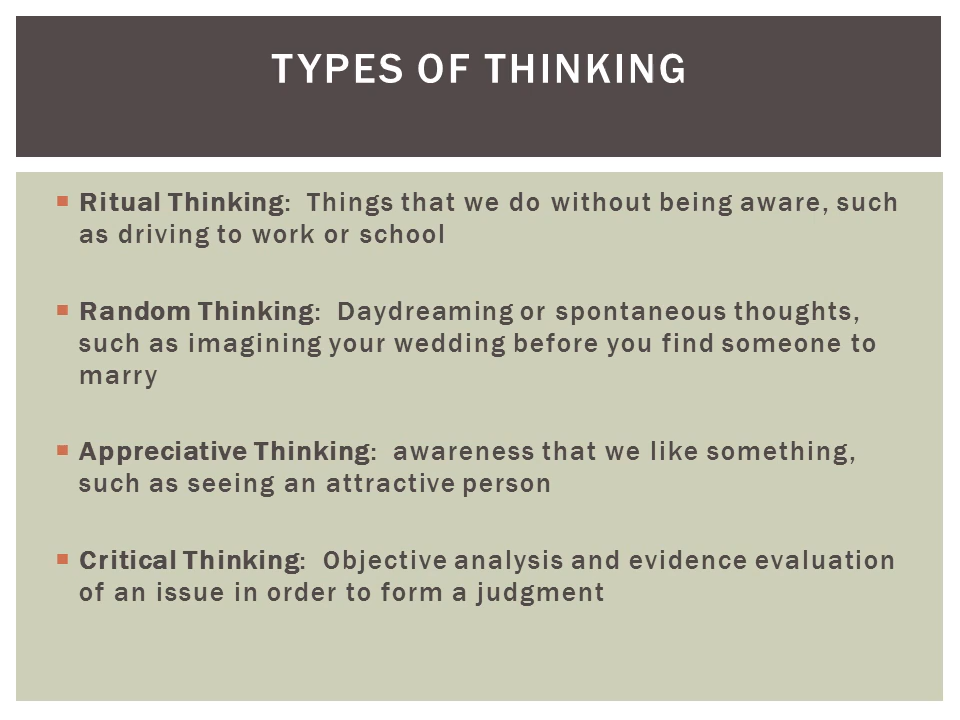 TYPES OF THINKING
Ritual Thinking: Things that we do without being aware, such
as driving to work or school
Random Thinking: Daydreaming or spontaneous thoughts,
such as imagining your wedding before you find someone to
marry
Appreciative Thinking: awareness that we like something,
such as seeing an attractive person
Critical Thinking: Objective analysis and evidence evaluation
of an issue in order to form a judgment